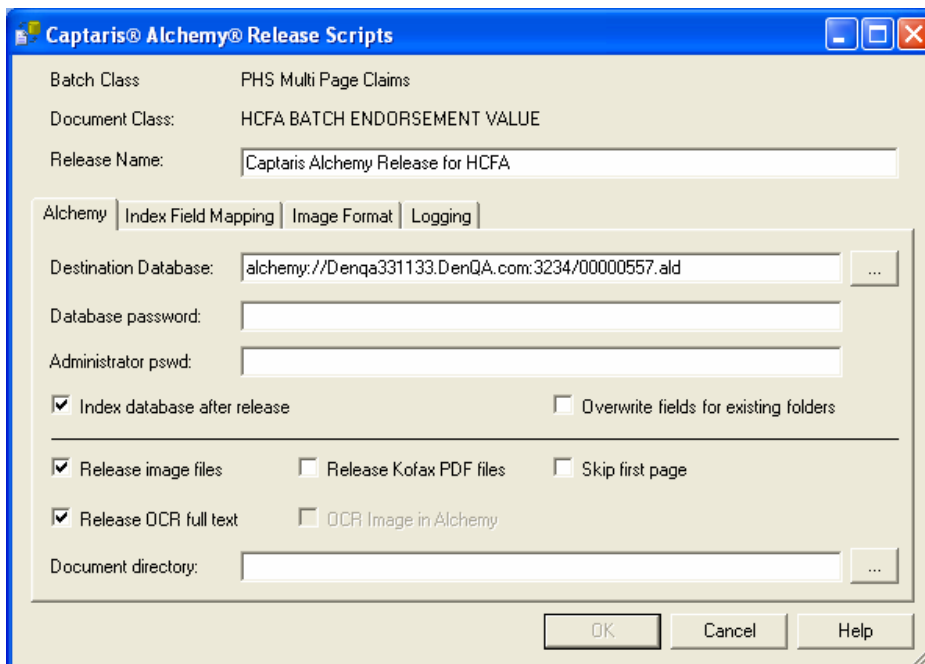 Captaris® Alchemy® Release Scripts
Batch Class PHS Multi Page Claims
Document Class: HCFA BATCH ENDORSEMENT VALUE
Release Name: Captaris Alchemy Release for HCFA
Alchemy Index Field Mapping Image Format Logging
Destination Database: alchemy://Denqa331133.DenQA.com:3234/00000557.ald ...
Database password:
Administrator pswd:
Index database after release Overwrite fields for existing folders
Release image files Release Kofax PDF files Skip first page
Release OCR full text OCR Image in Alchemy
Document directory: ...
OK Cancel Help